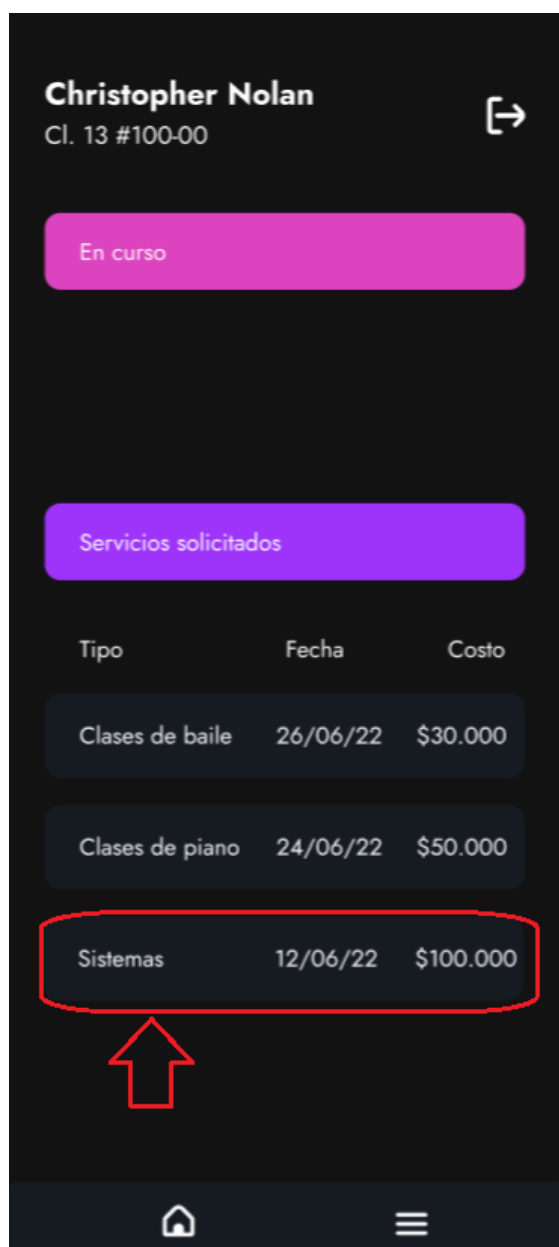 Christopher Nolan
Cl. 13 #100-00
En curso
Servicios solicitados
Tipo Fecha Costo
Clases de baile 26/06/22 $30.000
Clases de piano 24/06/22 $50.000
Sistemas 12/06/22 $100.000